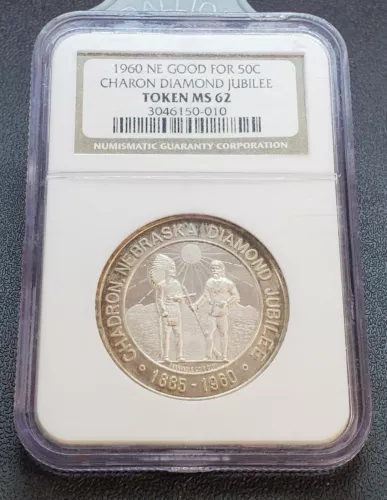 1960 NE GOOD FOR 50C
CHARON DIAMOND JUBILEE
TOKEN MS 62
3046150-010
NUMISMATIC GUARANTY CORPORATION
CHADRON, NEBRASKA DIAMOND JUBILEE
• 1885 - 1960 •